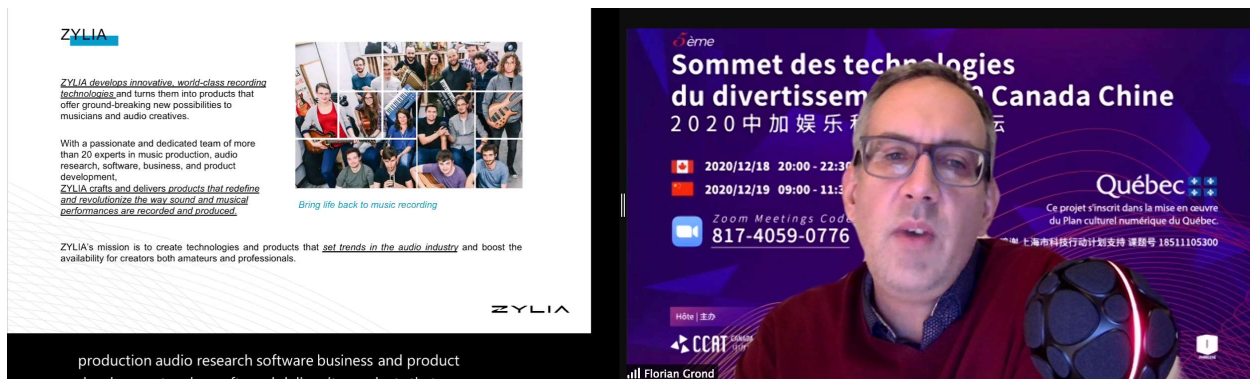 ZYLIA
ZYLIA develops innovative, world-class recording
technologies and turns them into products that
offer ground-breaking new possibilities to
musicians and audio creatives.
With a passionate and dedicated team of more
than 20 experts in music production, audio
research, software, business, and product
development,
ZYLIA crafts and delivers products that redefine
and revolutionize the way sound and musical
performances are recorded and produced.
Bring life back to music recording
ZYLIA's mission is to create technologies and products that set trends in the audio industry and boost the
availability for creators both amateurs and professionals.
ZYLIA
production audio research software business and product
5ème
Sommet des technologies
du divertissem Canada Chine
2020中加娱乐 坛
2020/12/18 20:00 - 22:30
2020/12/19 09:00 - 11:3
Zoom Meetings Code
817-4059-0776
Québec
Ce projet s'inscrit dans la mise en œuvre
du Plan culturel numérique du Québec.
上海市科技行动计划支持 课题号 18511105300
Hôte | 主办
CCAT CANADA
Florian Grond